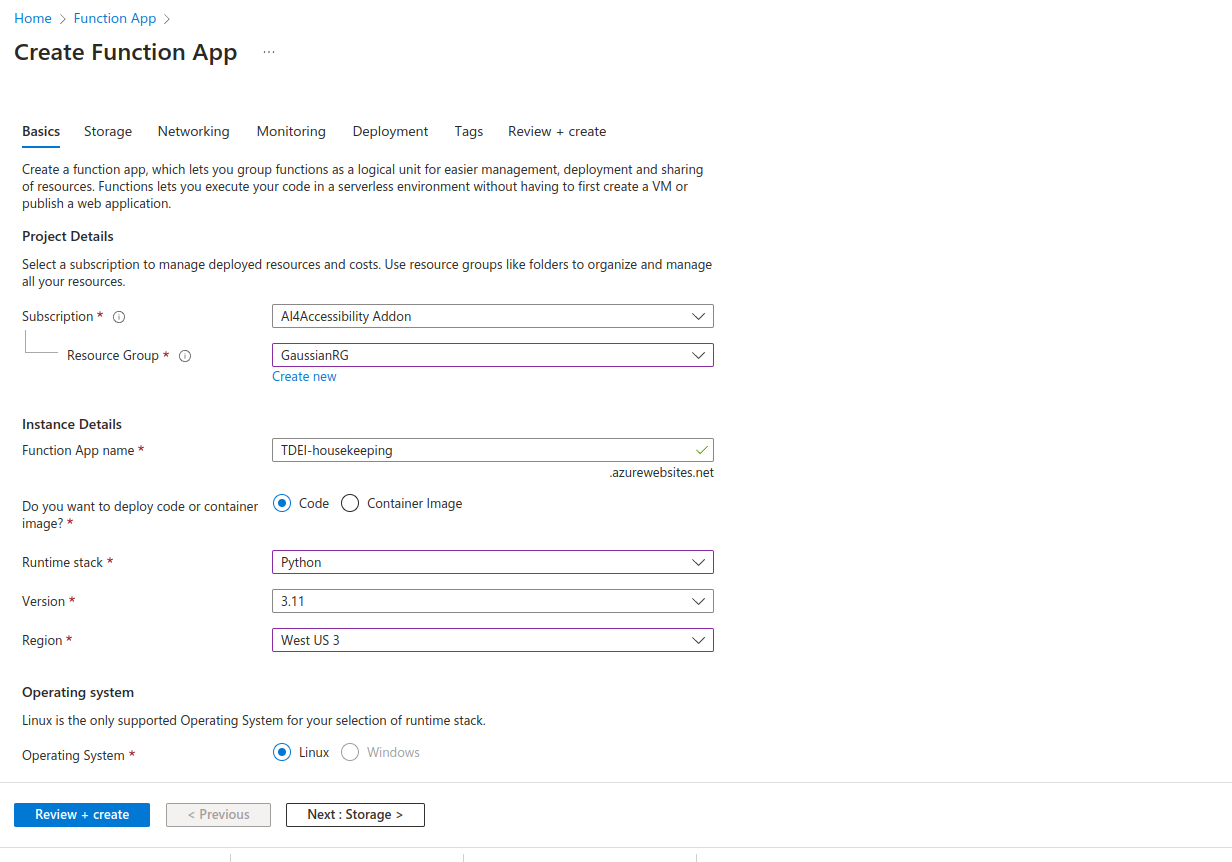 Home > Function App >
Create Function App ...
Basics Storage Networking Monitoring Deployment Tags Review + create
Create a function app, which lets you group functions as a logical unit for easier management, deployment and sharing
of resources. Functions lets you execute your code in a serverless environment without having to first create a VM or
publish a web application.
Project Details
Select a subscription to manage deployed resources and costs. Use resource groups like folders to organize and manage
all your resources.
Subscription * AI4Accessibility Addon
Resource Group * GaussianRG
Create new
Instance Details
Function App name * TDEI-housekeeping
.azurewebsites.net
Do you want to deploy code or container Code Container Image
image? *
Runtime stack * Python
Version * 3.11
Region * West US 3
Operating system
Linux is the only supported Operating System for your selection of runtime stack.
Operating System * Linux Windows
Review + create < Previous Next : Storage >